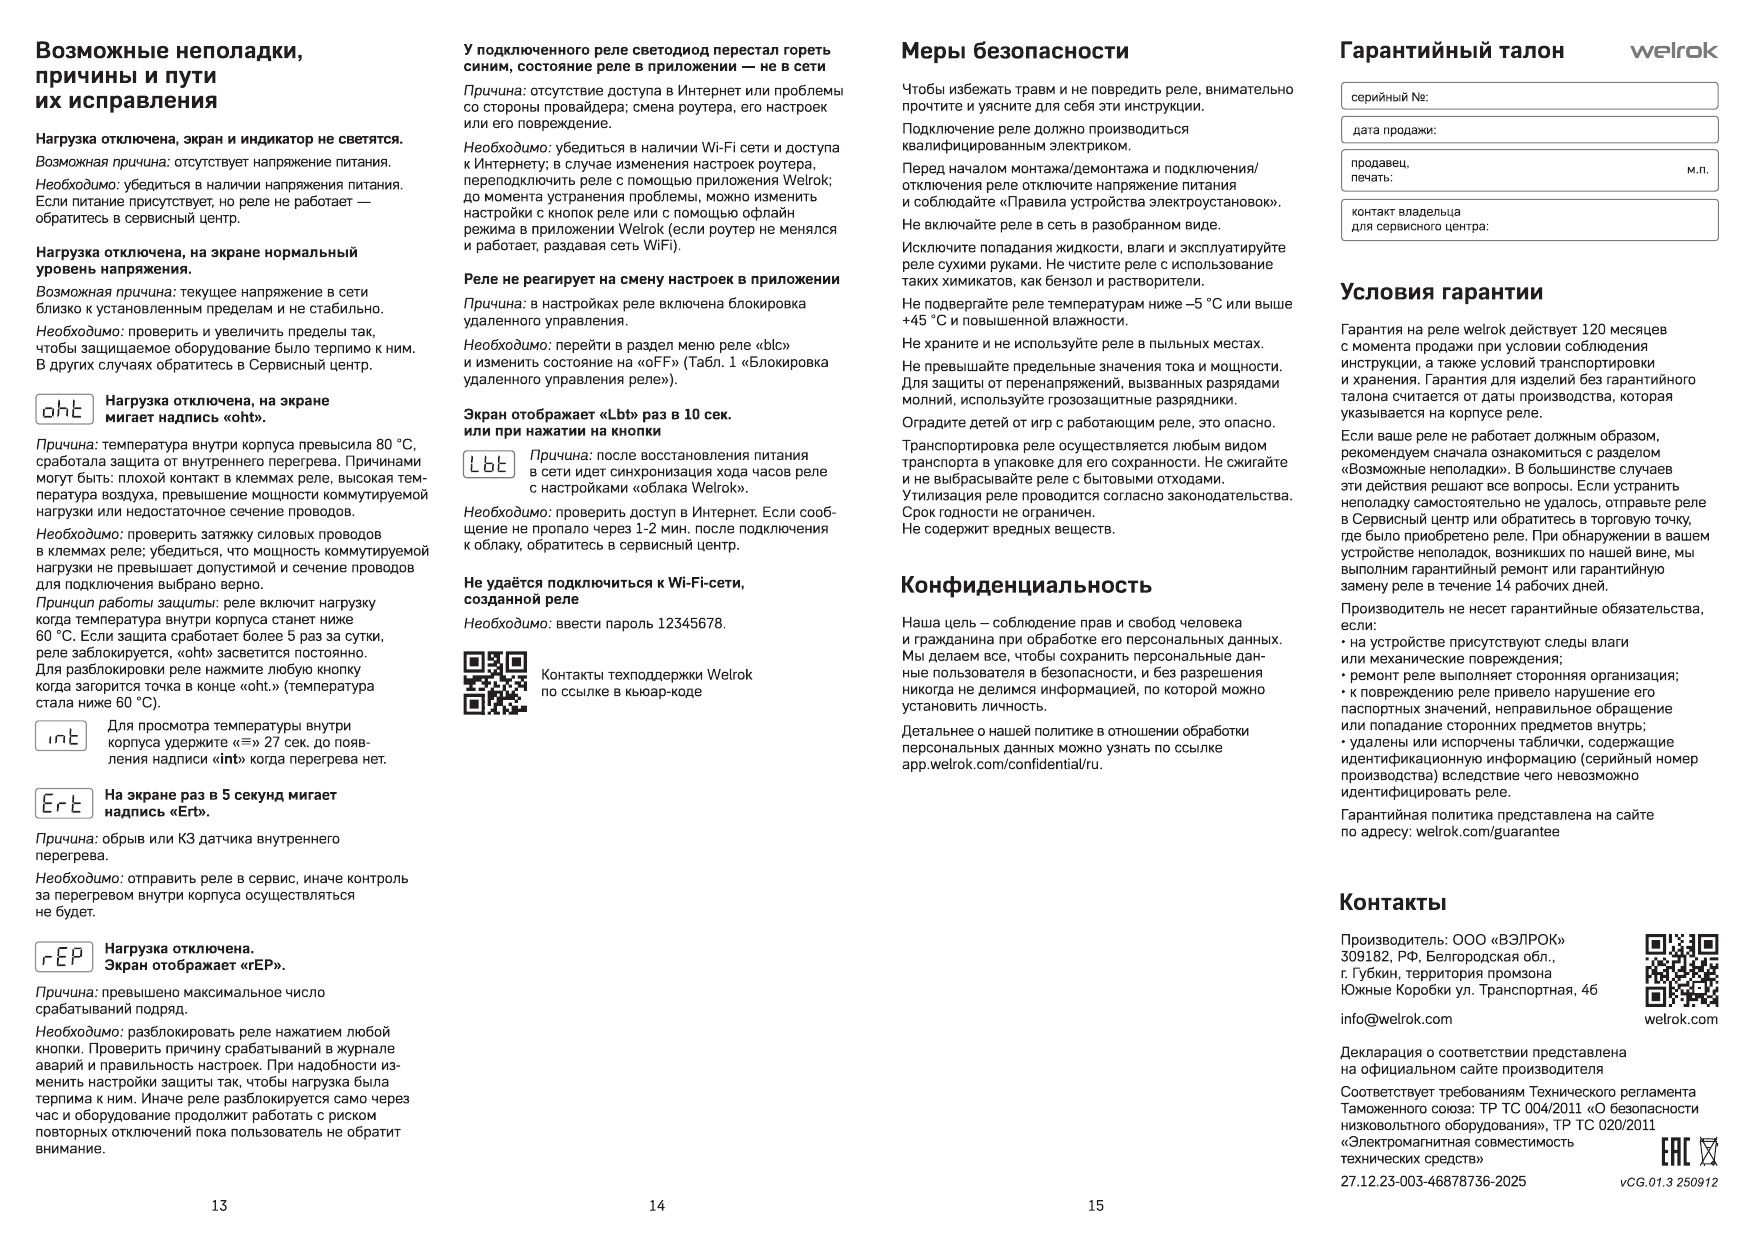 Возможные неполадки,
причины и пути
их исправления
Нагрузка отключена, экран и индикатор не светятся.
Возможная причина: отсутствует напряжение питания.
Необходимо: убедиться в наличии напряжения питания.
Если питание присутствует, но реле не работает —
обратитесь в сервисный центр.
Нагрузка отключена, на экране нормальный
уровень напряжения.
Возможная причина: текущее напряжение в сети
близко к установленным пределам и не стабильно.
Необходимо: проверить и увеличить пределы так,
чтобы защищаемое оборудование было терпимо к ним.
В других случаях обратитесь в Сервисный центр.
oht
Нагрузка отключена, на экране
мигает надпись «oht».
Причина: температура внутри корпуса превысила 80 °C,
сработала защита от внутреннего перегрева. Причинами
могут быть: плохой контакт в клеммах реле, высокая тем-
пература воздуха, превышение мощности коммутируемой
нагрузки или недостаточное сечение проводов.
Необходимо: проверить затяжку силовых проводов
в клеммах реле; убедиться, что мощность коммутируемой
нагрузки не превышает допустимой и сечение проводов
для подключения выбрано верно.
Принцип работы защиты: реле включит нагрузку
когда температура внутри корпуса станет ниже
60 °C. Если защита сработает более 5 раз за сутки,
реле заблокируется, «oht» засветится постоянно.
Для разблокировки реле нажмите любую кнопку
когда загорится точка в конце «oht.» (температура
стала ниже 60 °C).
int
Для просмотра температуры внутри
корпуса удержите «≡» 27 сек. до появ-
ления надписи «int» когда перегрева нет.
Ert
На экране раз в 5 секунд мигает
надпись «Ert».
Причина: обрыв или КЗ датчика внутреннего
перегрева.
Необходимо: отправить реле в сервис, иначе контроль
за перегревом внутри корпуса осуществляться
не будет.
rEP
Нагрузка отключена.
Экран отображает «rEP».
Причина: превышено максимальное число
срабатываний подряд.
Необходимо: разблокировать реле нажатием любой
кнопки. Проверить причину срабатываний в журнале
аварий и правильность настроек. При надобности из-
менить настройки защиты так, чтобы нагрузка была
терпима к ним. Иначе реле разблокируется само через
час и оборудование продолжит работать с риском
повторных отключений пока пользователь не обратит
внимание.
13
У подключенного реле светодиод перестал гореть
синим, состояние реле в приложении — не в сети
Причина: отсутствие доступа в Интернет или проблемы
со стороны провайдера; смена роутера, его настроек
или его повреждение.
Необходимо: убедиться в наличии Wi-Fi сети и доступа
к Интернету; в случае изменения настроек роутера,
переподключить реле с помощью приложения Welrok;
до момента устранения проблемы, можно изменить
настройки с кнопок реле или с помощью офлайн
режима в приложении Welrok (если роутер не менялся
и работает, раздавая сеть WiFi).
Реле не реагирует на смену настроек в приложении
Причина: в настройках реле включена блокировка
удаленного управления.
Необходимо: перейти в раздел меню реле «blc»
и изменить состояние на «oFF» (Табл. 1 «Блокировка
удаленного управления реле»).
Экран отображает «Lbt» раз в 10 сек.
или при нажатии на кнопки
Lbt
Причина: после восстановления питания
в сети идет синхронизация хода часов реле
с настройками «облака Welrok».
Необходимо: проверить доступ в Интернет. Если сооб-
щение не пропало через 1-2 мин. после подключения
к облаку, обратитесь в сервисный центр.
Не удаётся подключиться к Wi-Fi-сети,
созданной реле
Необходимо: ввести пароль 12345678.
Контакты техподдержки Welrok
по ссылке в кьюар-коде
14
Меры безопасности
Чтобы избежать травм и не повредить реле, внимательно
прочтите и уясните для себя эти инструкции.
Подключение реле должно производиться
квалифицированным электриком.
Перед началом монтажа/демонтажа и подключения/
отключения реле отключите напряжение питания
и соблюдайте «Правила устройства электроустановок».
Не включайте реле в сеть в разобранном виде.
Исключите попадания жидкости, влаги и эксплуатируйте
реле сухими руками. Не чистите реле с использование
таких химикатов, как бензол и растворители.
Не подвергайте реле температурам ниже –5 °C или выше
+45 °C и повышенной влажности.
Не храните и не используйте реле в пыльных местах.
Не превышайте предельные значения тока и мощности.
Для защиты от перенапряжений, вызванных разрядами
молний, используйте грозозащитные разрядники.
Оградите детей от игр с работающим реле, это опасно.
Транспортировка реле осуществляется любым видом
транспорта в упаковке для его сохранности. Не сжигайте
и не выбрасывайте реле с бытовыми отходами.
Утилизация реле проводится согласно законодательства.
Срок годности не ограничен.
Не содержит вредных веществ.
Конфиденциальность
Наша цель – соблюдение прав и свобод человека
и гражданина при обработке его персональных данных.
Мы делаем все, чтобы сохранить персональные дан-
ные пользователя в безопасности, и без разрешения
никогда не делимся информацией, по которой можно
установить личность.
Детальнее о нашей политике в отношении обработки
персональных данных можно узнать по ссылке
app.welrok.com/confidential/ru.
15
Гарантийный талон
welrok
серийный №:
дата продажи:
продавец,
печать:
м.п.
контакт владельца
для сервисного центра:
Условия гарантии
Гарантия на реле welrok действует 120 месяцев
с момента продажи при условии соблюдения
инструкции, а также условий транспортировки
и хранения. Гарантия для изделий без гарантийного
талона считается от даты производства, которая
указывается на корпусе реле.
Если ваше реле не работает должным образом,
рекомендуем сначала ознакомиться с разделом
«Возможные неполадки». В большинстве случаев
эти действия решают все вопросы. Если устранить
неполадку самостоятельно не удалось, отправьте реле
в Сервисный центр или обратитесь в торговую точку,
где было приобретено реле. При обнаружении в вашем
устройстве неполадок, возникших по нашей вине, мы
выполним гарантийный ремонт или гарантийную
замену реле в течение 14 рабочих дней.
Производитель не несет гарантийные обязательства,
если:
• на устройстве присутствуют следы влаги
или механические повреждения;
• ремонт реле выполняет сторонняя организация;
• к повреждению реле привело нарушение его
паспортных значений, неправильное обращение
или попадание сторонних предметов внутрь;
• удалены или испорчены таблички, содержащие
идентификационную информацию (серийный номер
производства) вследствие чего невозможно
идентифицировать реле.
Гарантийная политика представлена на сайте
по адресу: welrok.com/guarantee
Контакты
Производитель: ООО «ВЭЛРОК»
309182, РФ, Белгородская обл.,
г. Губкин, территория промзона
Южные Коробки ул. Транспортная, 4б
info@welrok.com
welrok.com
Декларация о соответствии представлена
на официальном сайте производителя
Соответствует требованиям Технического регламента
Таможенного союза: ТР ТС 004/2011 «О безопасности
низковольтного оборудования», ТР ТС 020/2011
«Электромагнитная совместимость
технических средств»
EAC
27.12.23-003-46878736-2025
vCG.01.3 250912